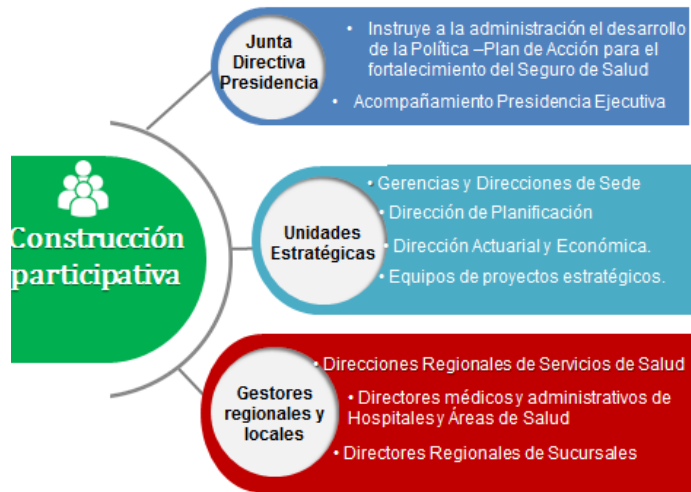 Construcción
participativa
Junta
Directiva
Presidencia
• Instruye a la administración el desarrollo
de la Política –Plan de Acción para el
fortalecimiento del Seguro de Salud
• Acompañamiento Presidencia Ejecutiva
Unidades
Estratégicas
• Gerencias y Direcciones de Sede
• Dirección de Planificación
• Dirección Actuarial y Económica.
• Equipos de proyectos estratégicos.
Gestores
regionales y
locales
• Direcciones Regionales de Servicios de Salud
• Directores médicos y administrativos de
Hospitales y Áreas de Salud
• Directores Regionales de Sucursales